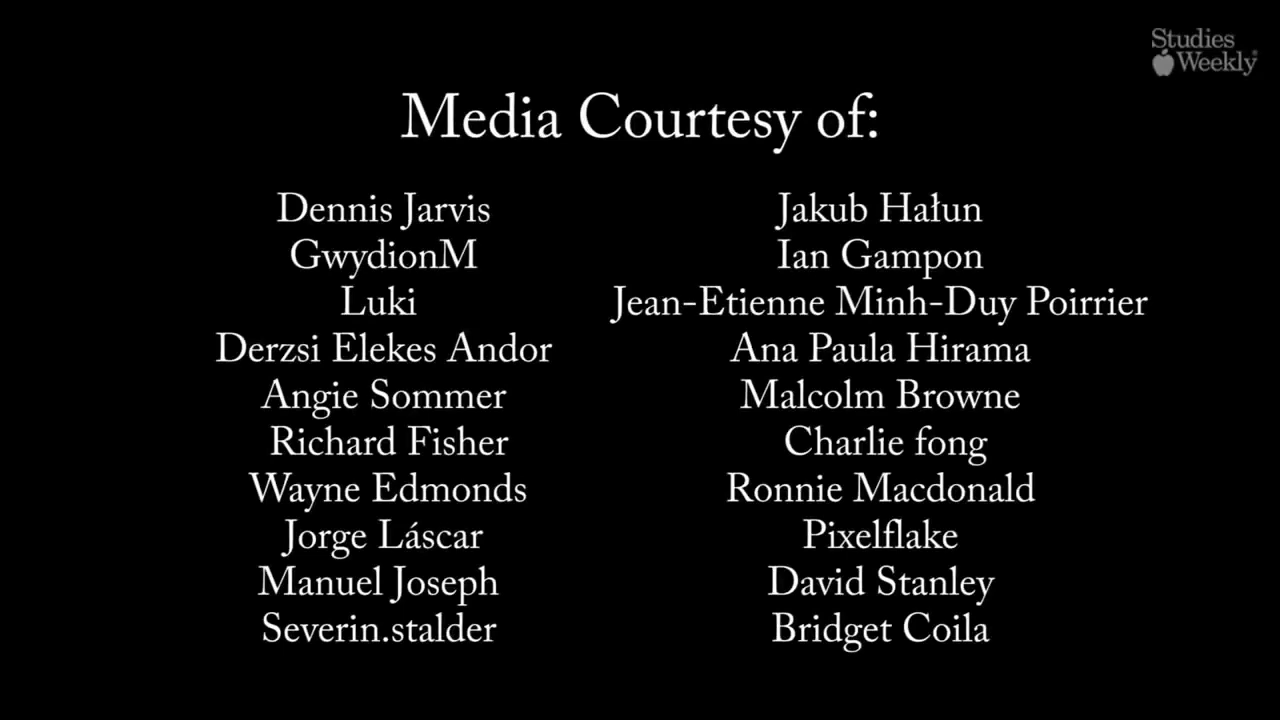 Studies
Weekly
Media Courtesy of:
Dennis Jarvis
GwydionM
Luki
Derzsi Elekes Andor
Angie Sommer
Richard Fisher
Wayne Edmonds
Jorge Láscar
Manuel Joseph
Severin.stalder
Jakub Hałun
Ian Gampon
Jean-Etienne Minh-Duy Poirrier
Ana Paula Hirama
Malcolm Browne
Charlie fong
Ronnie Macdonald
Pixelflake
David Stanley
Bridget Coila